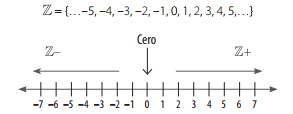 ℤ = {…–5, –4, –3, –2, –1, 0, 1, 2, 3, 4, 5,…}
Cero
ℤ– ℤ+
–7 –6 –5 –4 –3 –2 –1 0 1 2 3 4 5 6 7